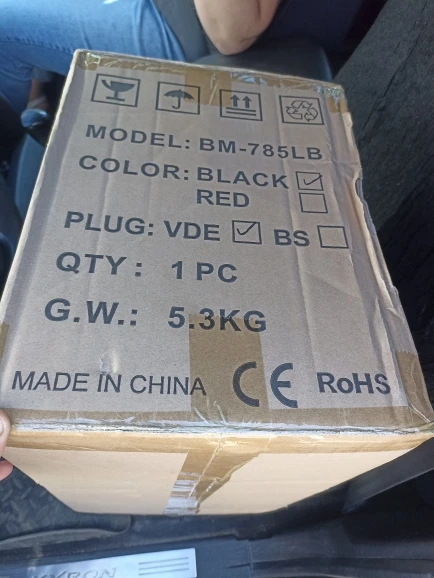 MODEL: BM-785LB
COLOR: BLACK
RED
PLUG: VDE BS
QTY : 1 PC
G.W.: 5.3KG
MADE IN CHINA CE RoHS